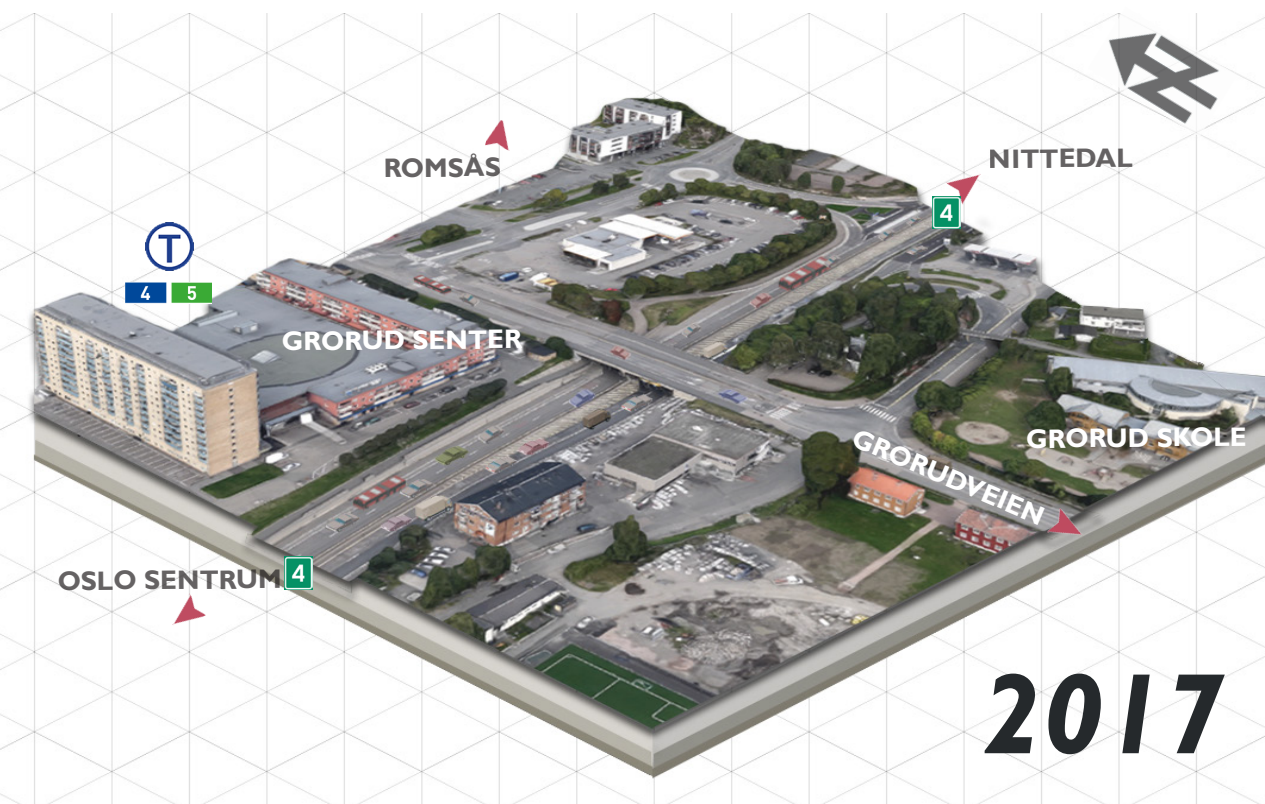 N
ROMSÅS
NITTEDAL
4
T
4 5
GRORUD SENTER
GRORUD SKOLE
GRORUDVEIEN
OSLO SENTRUM 4
2017